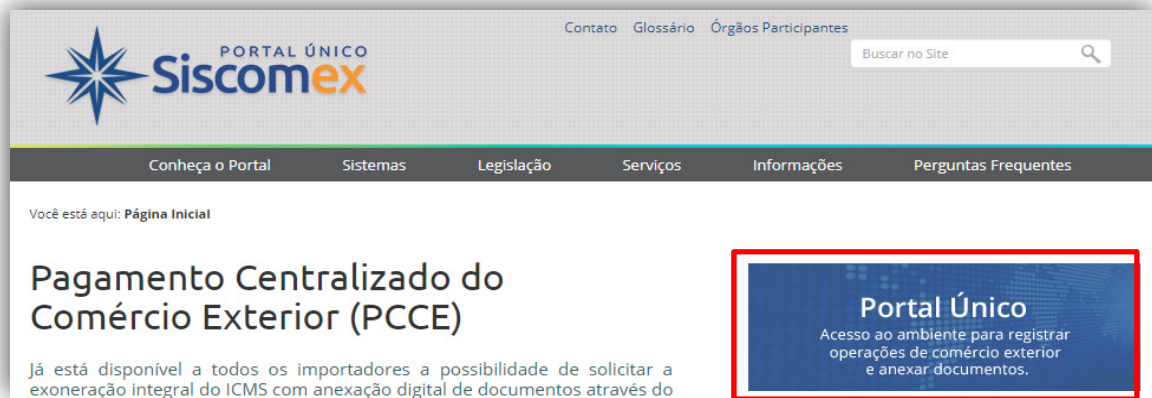 Contato Glossário Órgãos Participantes
PORTAL ÚNICO
Siscomex
Buscar no Site
Conheça o Portal Sistemas Legislação Serviços Informações Perguntas Frequentes
Você está aqui: Página Inicial
Pagamento Centralizado do
Comércio Exterior (PCCE)
Já está disponível a todos os importadores a possibilidade de solicitar a
exoneração integral do ICMS com anexação digital de documentos através do
Portal Único
Acesso ao ambiente para registrar
operações de comércio exterior
e anexar documentos.